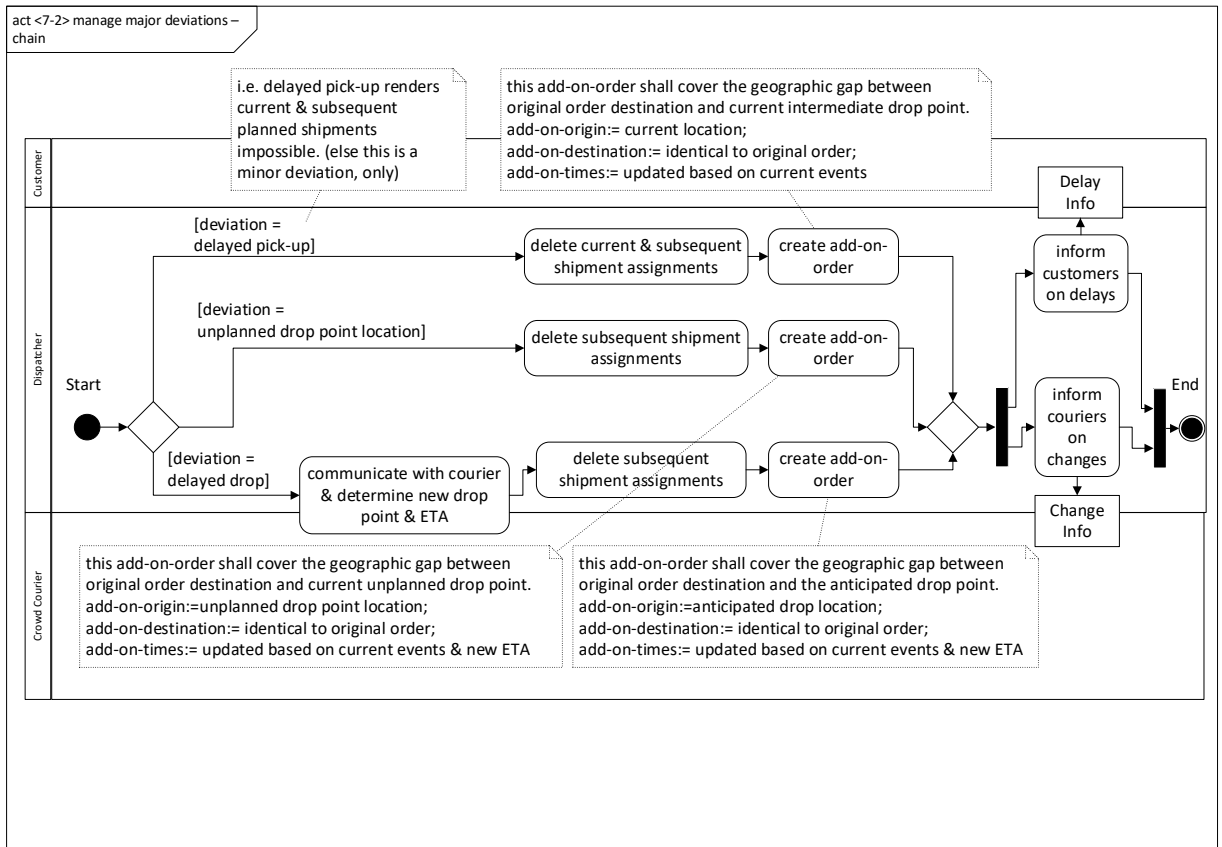 act <7-2> manage major deviations –
chain
i.e. delayed pick-up renders
current & subsequent
planned shipments
impossible. (else this is a
minor deviation, only)
this add-on-order shall cover the geographic gap between
original order destination and current intermediate drop point.
add-on-origin:= current location;
add-on-destination:= identical to original order;
add-on-times:= updated based on current events
Customer
Delay
Info
Dispatcher
[deviation =
delayed pick-up]
delete current & subsequent
shipment assignments
create add-on-
order
inform
customers
on delays
[deviation =
unplanned drop point location]
delete subsequent shipment
assignments
create add-on-
order
Start
End
inform
couriers
on
changes
[deviation =
delayed drop]
communicate with courier
& determine new drop
point & ETA
delete subsequent
shipment assignments
create add-on-
order
Change
Info
Crowd Courier
this add-on-order shall cover the geographic gap between
original order destination and current unplanned drop point.
add-on-origin:=unplanned drop point location;
add-on-destination:= identical to original order;
add-on-times:= updated based on current events & new ETA
this add-on-order shall cover the geographic gap between
original order destination and the anticipated drop point.
add-on-origin:=anticipated drop location;
add-on-destination:= identical to original order;
add-on-times:= updated based on current events & new ETA